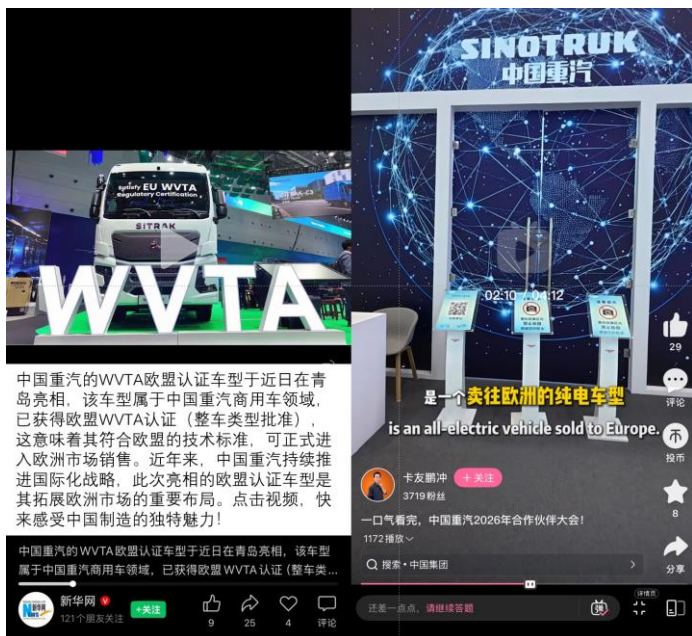 Satisfy EU WVTA
Regulatory Certification
SITRAK
WVTA
中国重汽的WVTA欧盟认证车型于近日在青
岛亮相，该车型属于中国重汽商用车领域，
已获得欧盟WVTA认证（整车类型批准），
这意味着其符合欧盟的技术标准，可正式进
入欧洲市场销售。近年来，中国重汽持续推
进国际化战略，此次亮相的欧盟认证车型是
其拓展欧洲市场的重要布局。点击视频，快
来感受中国制造的独特魅力！
中国重汽的WVTA欧盟认证车型于近日在青岛亮相，该车型
属于中国重汽商用车领域，已获得欧盟WVTA认证（整车类...
新华网
121个朋友关注
+关注
9
25
4
评论
SINOTRUK
中国重汽
02:10 / 04:12
29
评论
是一个卖往欧洲的纯电车型
is an all-electric vehicle sold to Europe.
投币
卡友鹏冲
+ 关注
3719粉丝
8
一口气看完，中国重汽2026年合作伙伴大会！
1172播放
分享
搜索・中国集团
还差一点点，请继续答题
弹
详情页